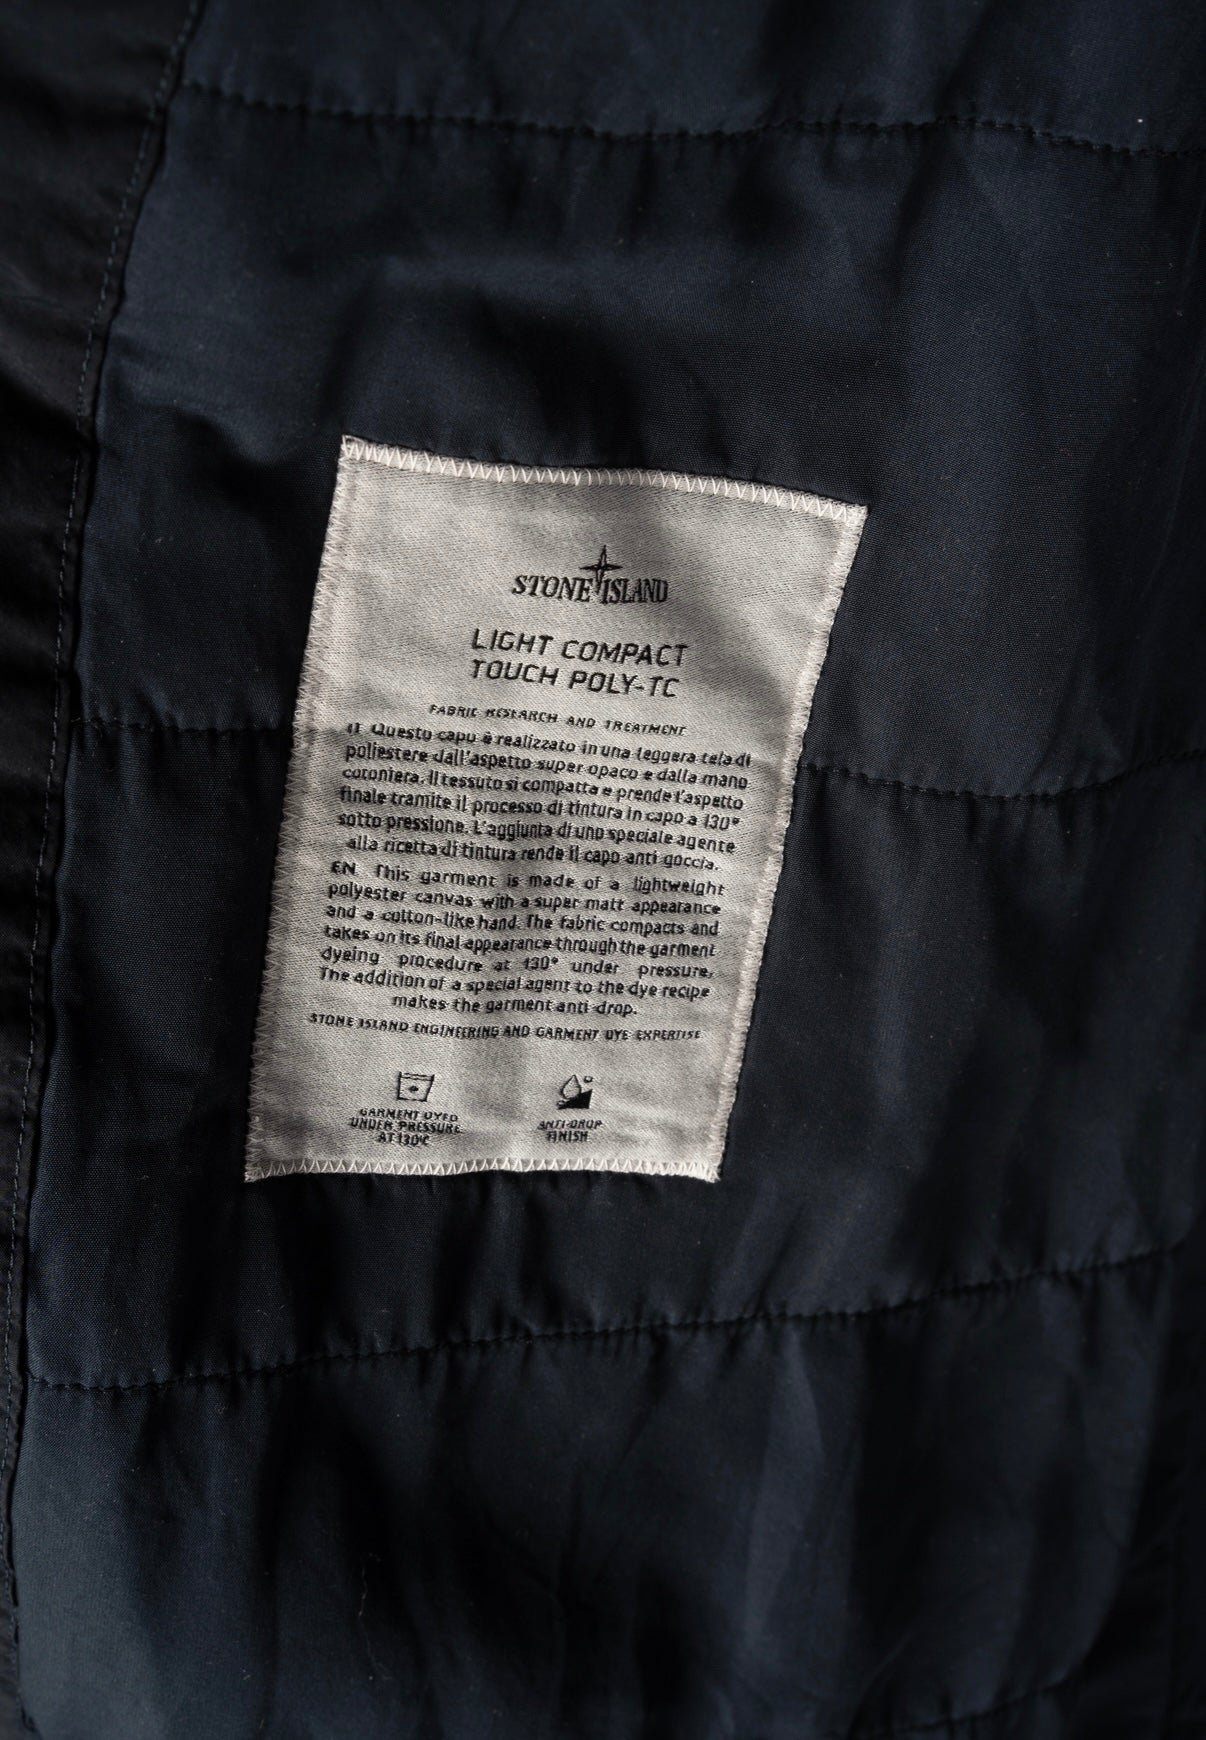 STONE ISLAND
LIGHT COMPACT
TOUCH POLY-TC
FABRIC RESEARCH AND TREATMENT
IT Questo capo è realizzato in una leggera tela di
poliestere dall'aspetto super opaco e dalla mano
cotoniera. Il tessuto si compatta e prende l'aspetto
finale tramite il processo di tintura in capo a 130°
sotto pressione. L'aggiunta di uno speciale agente
alla ricetta di tintura rende il capo anti goccia.
EN This garment is made of a lightweight
polyester canvas with a super matt appearance
and a cotton-like hand. The fabric compacts and
takes on its final appearance through the garment
dyeing procedure at 130° under pressure.
The addition of a special agent to the dye recipe
makes the garment anti drop.
STONE ISLAND ENGINEERING AND GARMENT DYE EXPERTISE
GARMENT DYED
UNDER PRESSURE
AT 130°C
ANTI-DROP
FINISH